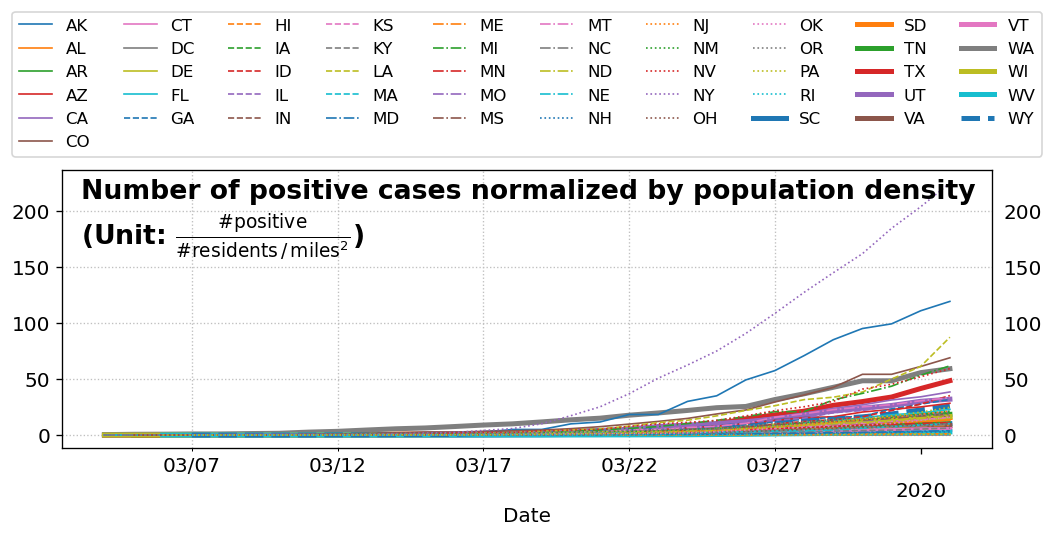 AK CT HI KS ME MT NJ OK SD VT
AL DC IA KY MI NC NM OR TN WA
AR DE ID LA MN ND NV PA TX WI
AZ FL IL MA MO NE NY RI UT WV
CA GA IN MD MS NH OH SC VA WY
CO
Number of positive cases normalized by population density
(Unit: #positive / #residents / miles²)
200 200
150 150
100 100
50 50
0 0
03/07 03/12 03/17 03/22 03/27
2020
Date